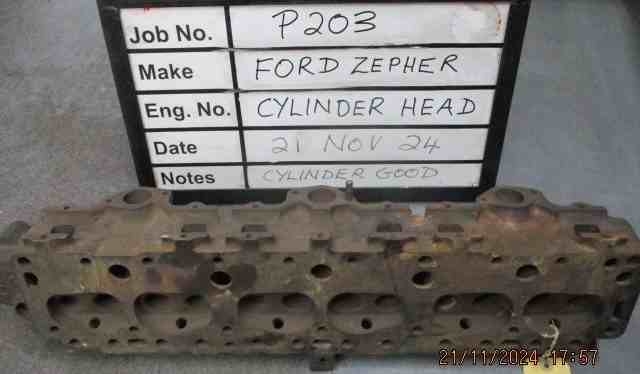 Job No. P203
Make FORD ZEPHER
Eng. No. CYLINDER HEAD
Date 21 NOV 24
Notes CYLINDER GOOD
21/11/2024 17:57